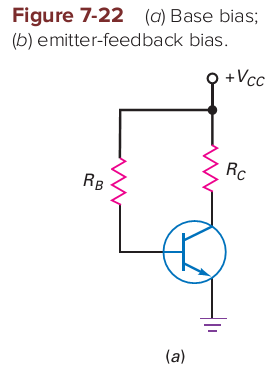 Figure 7-22 (a) Base bias;
(b) emitter-feedback bias.
+VCC
RC
RB
(a)